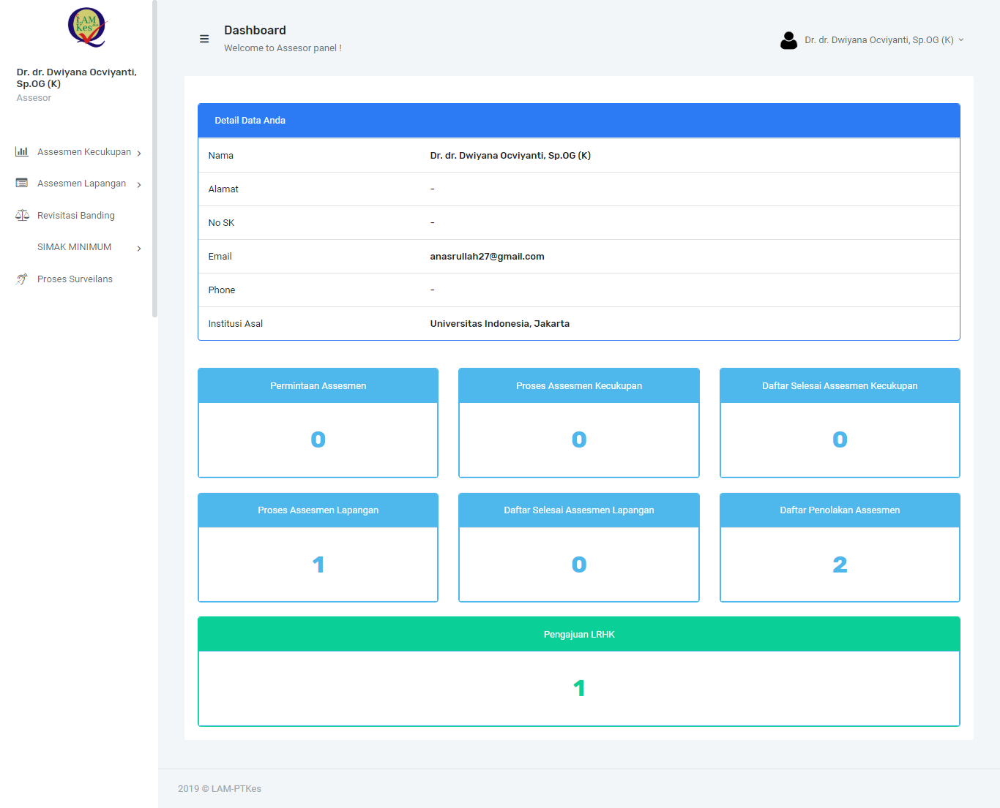 LAM
Kes
Dr. dr. Dwiyana Ocviyanti,
Sp.OG (K)
Assesor
Assesmen Kecukupan
Assesmen Lapangan
Revisitasi Banding
SIMAK MINIMUM
Proses Surveilans
Dashboard
Welcome to Assesor panel !
Dr. dr. Dwiyana Ocviyanti, Sp.OG (K)
Detail Data Anda
Nama Dr. dr. Dwiyana Ocviyanti, Sp.OG (K)
Alamat -
No SK -
Email anasrullah27@gmail.com
Phone -
Institusi Asal Universitas Indonesia, Jakarta
Permintaan Assesmen
0
Proses Assesmen Kecukupan
0
Daftar Selesai Assesmen Kecukupan
0
Proses Assesmen Lapangan
1
Daftar Selesai Assesmen Lapangan
0
Daftar Penolakan Assesmen
2
Pengajuan LRHK
1
2019 © LAM-PTKes